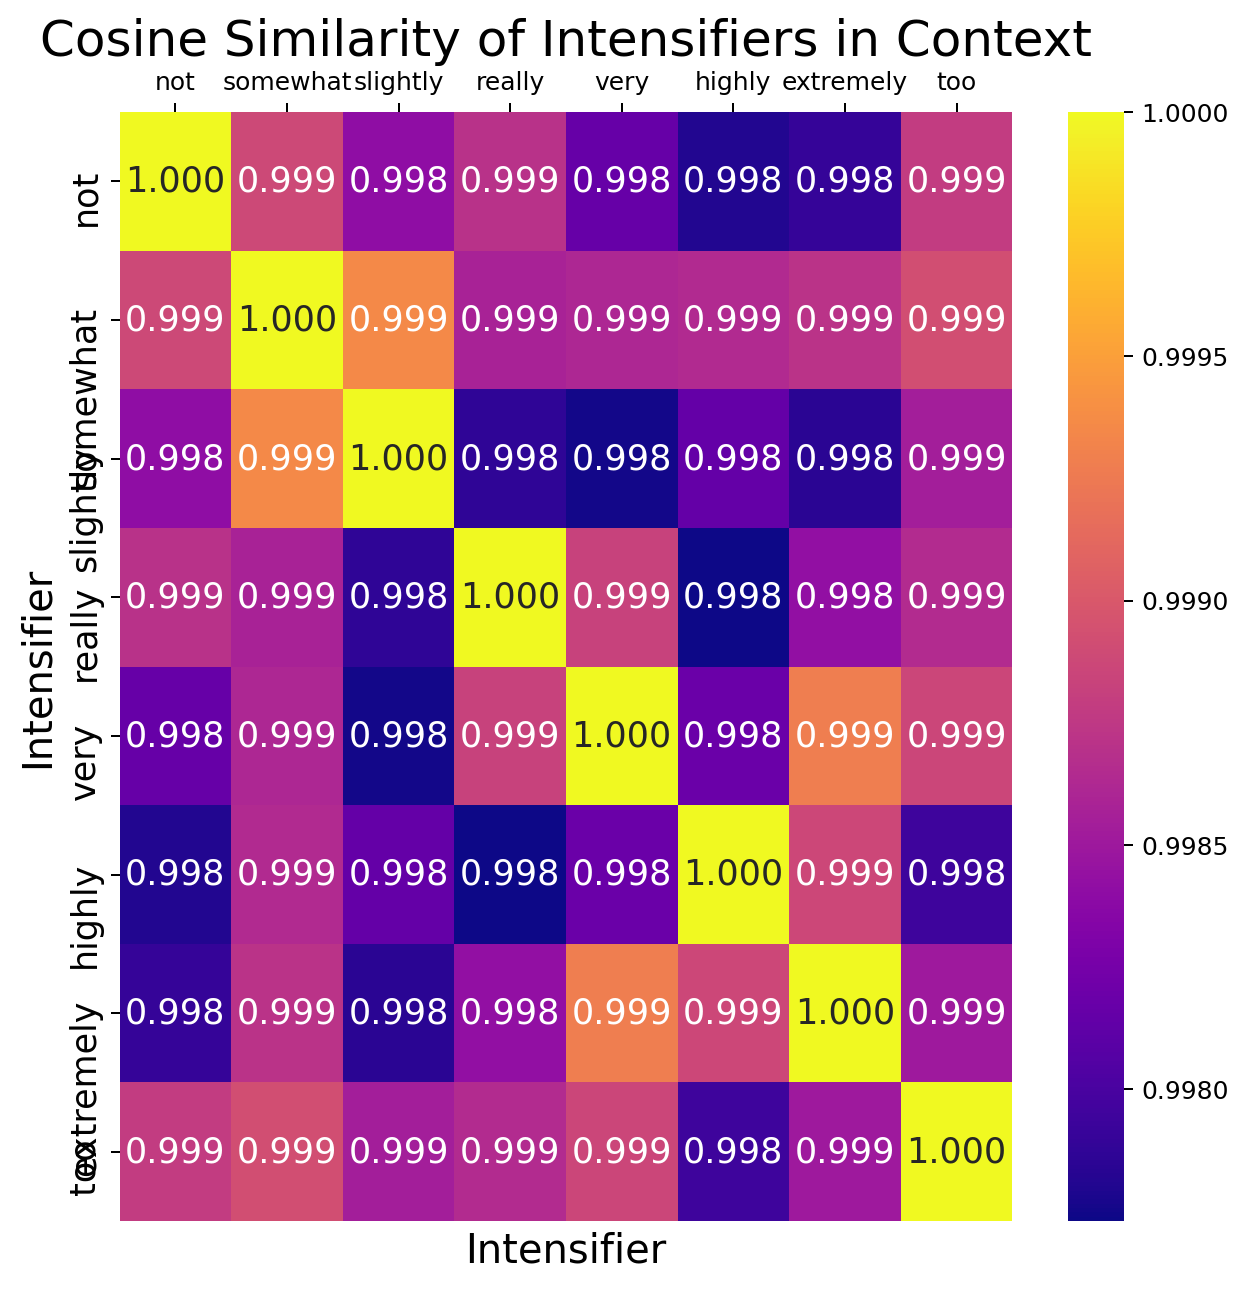 Cosine Similarity of Intensifiers in Context
not somewhat slightly really very highly extremely too
not 1.000 0.999 0.998 0.999 0.998 0.998 0.998 0.999
somewhat 0.999 1.000 0.999 0.999 0.999 0.999 0.999 0.999
slightly 0.998 0.999 1.000 0.998 0.998 0.998 0.998 0.999
really 0.999 0.999 0.998 1.000 0.999 0.998 0.998 0.999
very 0.998 0.999 0.998 0.999 1.000 0.998 0.999 0.999
highly 0.998 0.999 0.998 0.998 0.998 1.000 0.999 0.998
extremely 0.998 0.999 0.998 0.998 0.999 0.999 1.000 0.999
too 0.999 0.999 0.999 0.999 0.999 0.998 0.999 1.000
Intensifier
Intensifier
1.0000
0.9995
0.9990
0.9985
0.9980